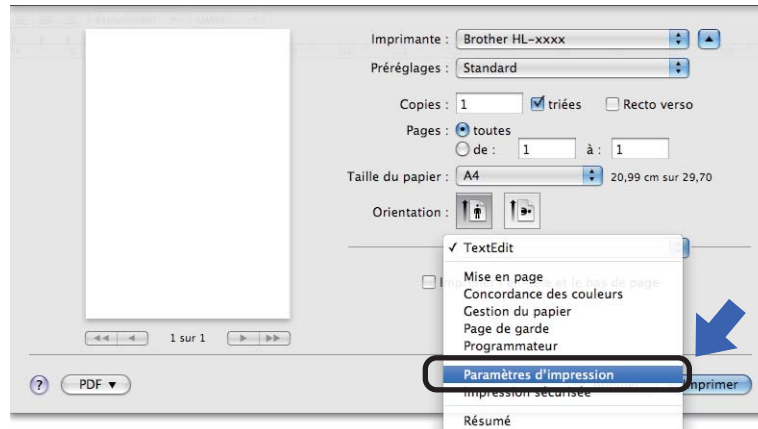 Imprimante : Brother HL-xxxx
Préréglages : Standard
Copies : 1 triées Recto verso
Pages : toutes
de : 1 à : 1
Taille du papier : A4 20,99 cm sur 29,70
Orientation :
TextEdit
Mise en page
Concordance des couleurs
Gestion du papier
Page de garde
Programmateur
1 sur 1
Paramètres d'impression
? PDF
Impression sécurisée
Résumé